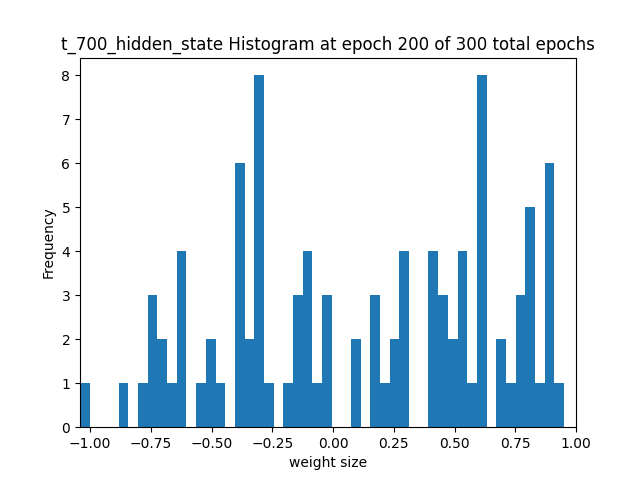 t_700_hidden_state Histogram at epoch 200 of 300 total epochs
8
7
6
5
4
3
2
1
0
Frequency
−1.00 −0.75 −0.50 −0.25 0.00 0.25 0.50 0.75 1.00
weight size